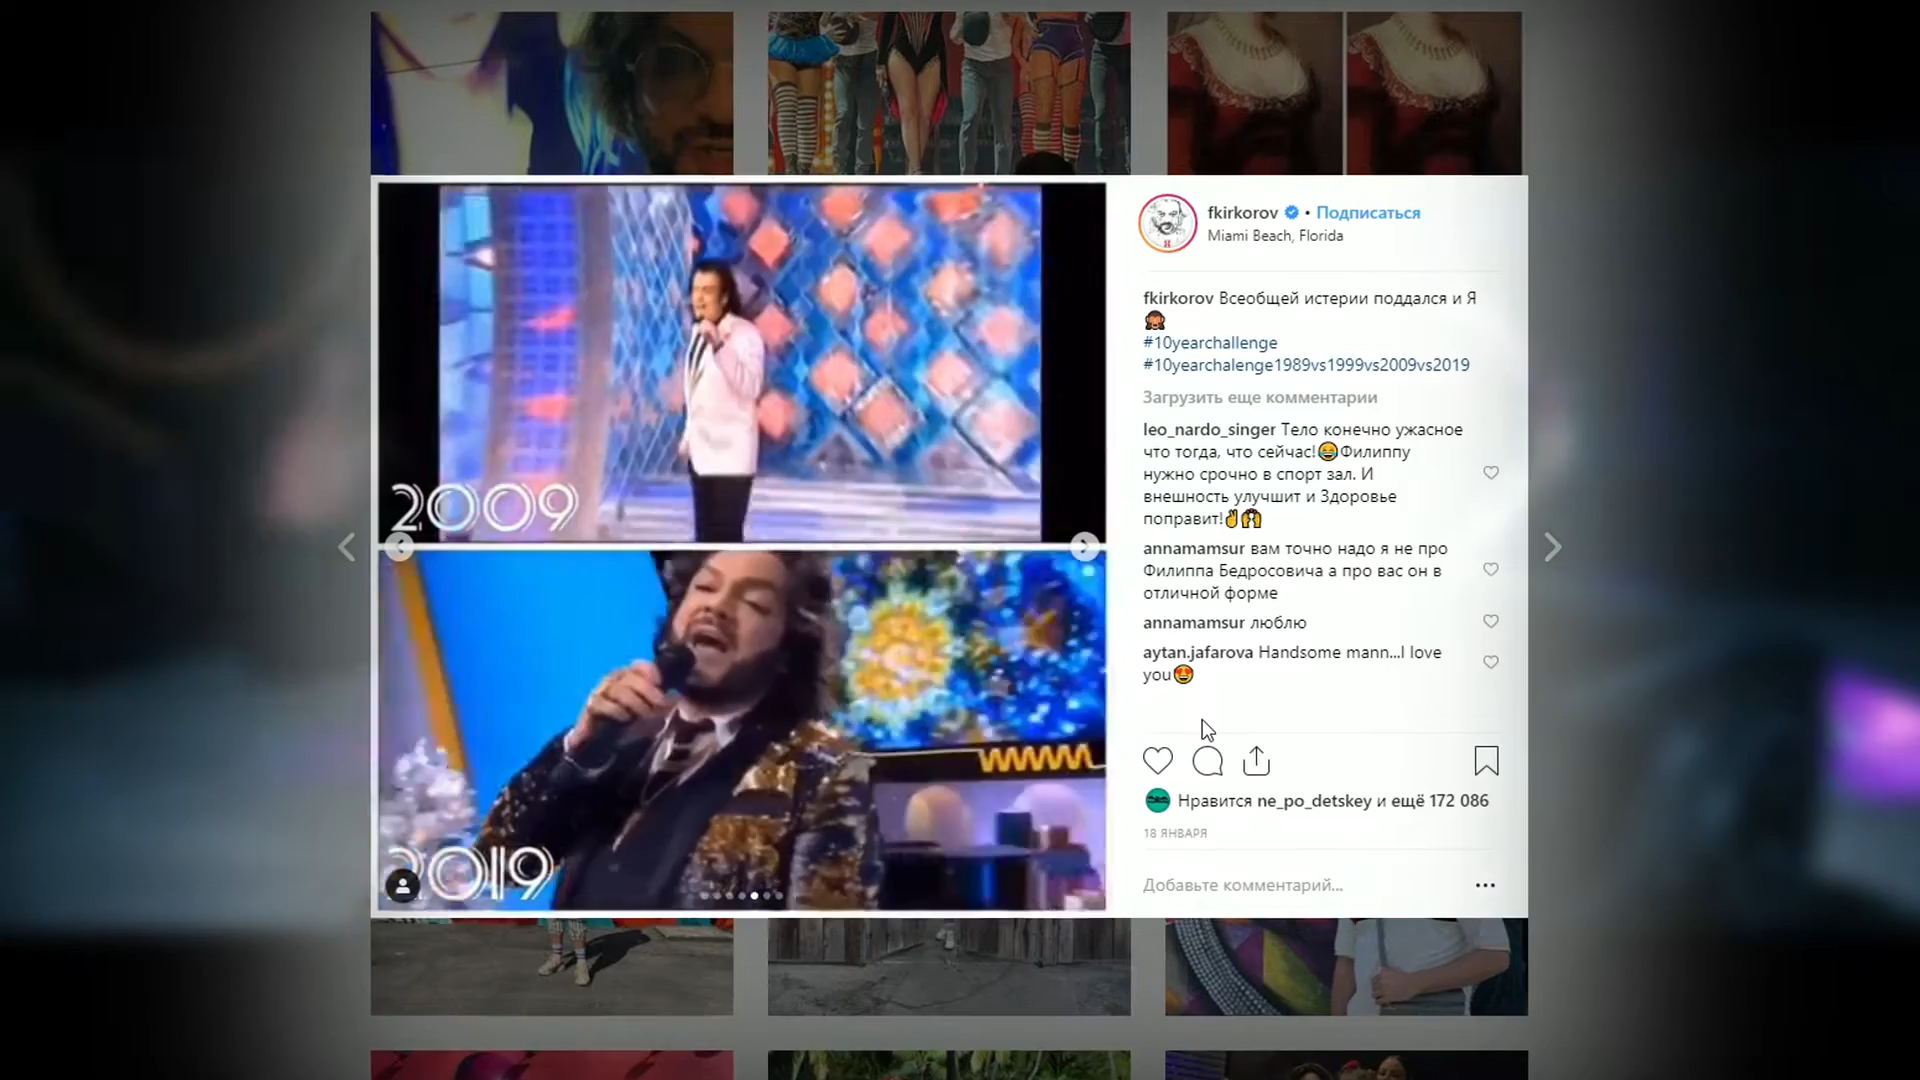 2009
2019
fkirkorov • Подписаться
Miami Beach, Florida
fkirkorov Всеобщей истерии поддался и Я
🙊
#10yearchallenge
#10yearchalenge1989vs1999vs2009vs2019
Загрузить еще комментарии
leo_nardo_singer Тело конечно ужасное
что тогда, что сейчас!😂Филиппу
нужно срочно в спорт зал. И
внешность улучшит и Здоровье
поправит!✌🙌
annamamsur вам точно надо я не про
Филиппа Бедросовича а про вас он в
отличной форме
annamamsur люблю
aytan.jafarova Handsome mann...I love
you😍
Нравится ne_po_detskey и ещё 172 086
18 ЯНВАРЯ
Добавьте комментарий...